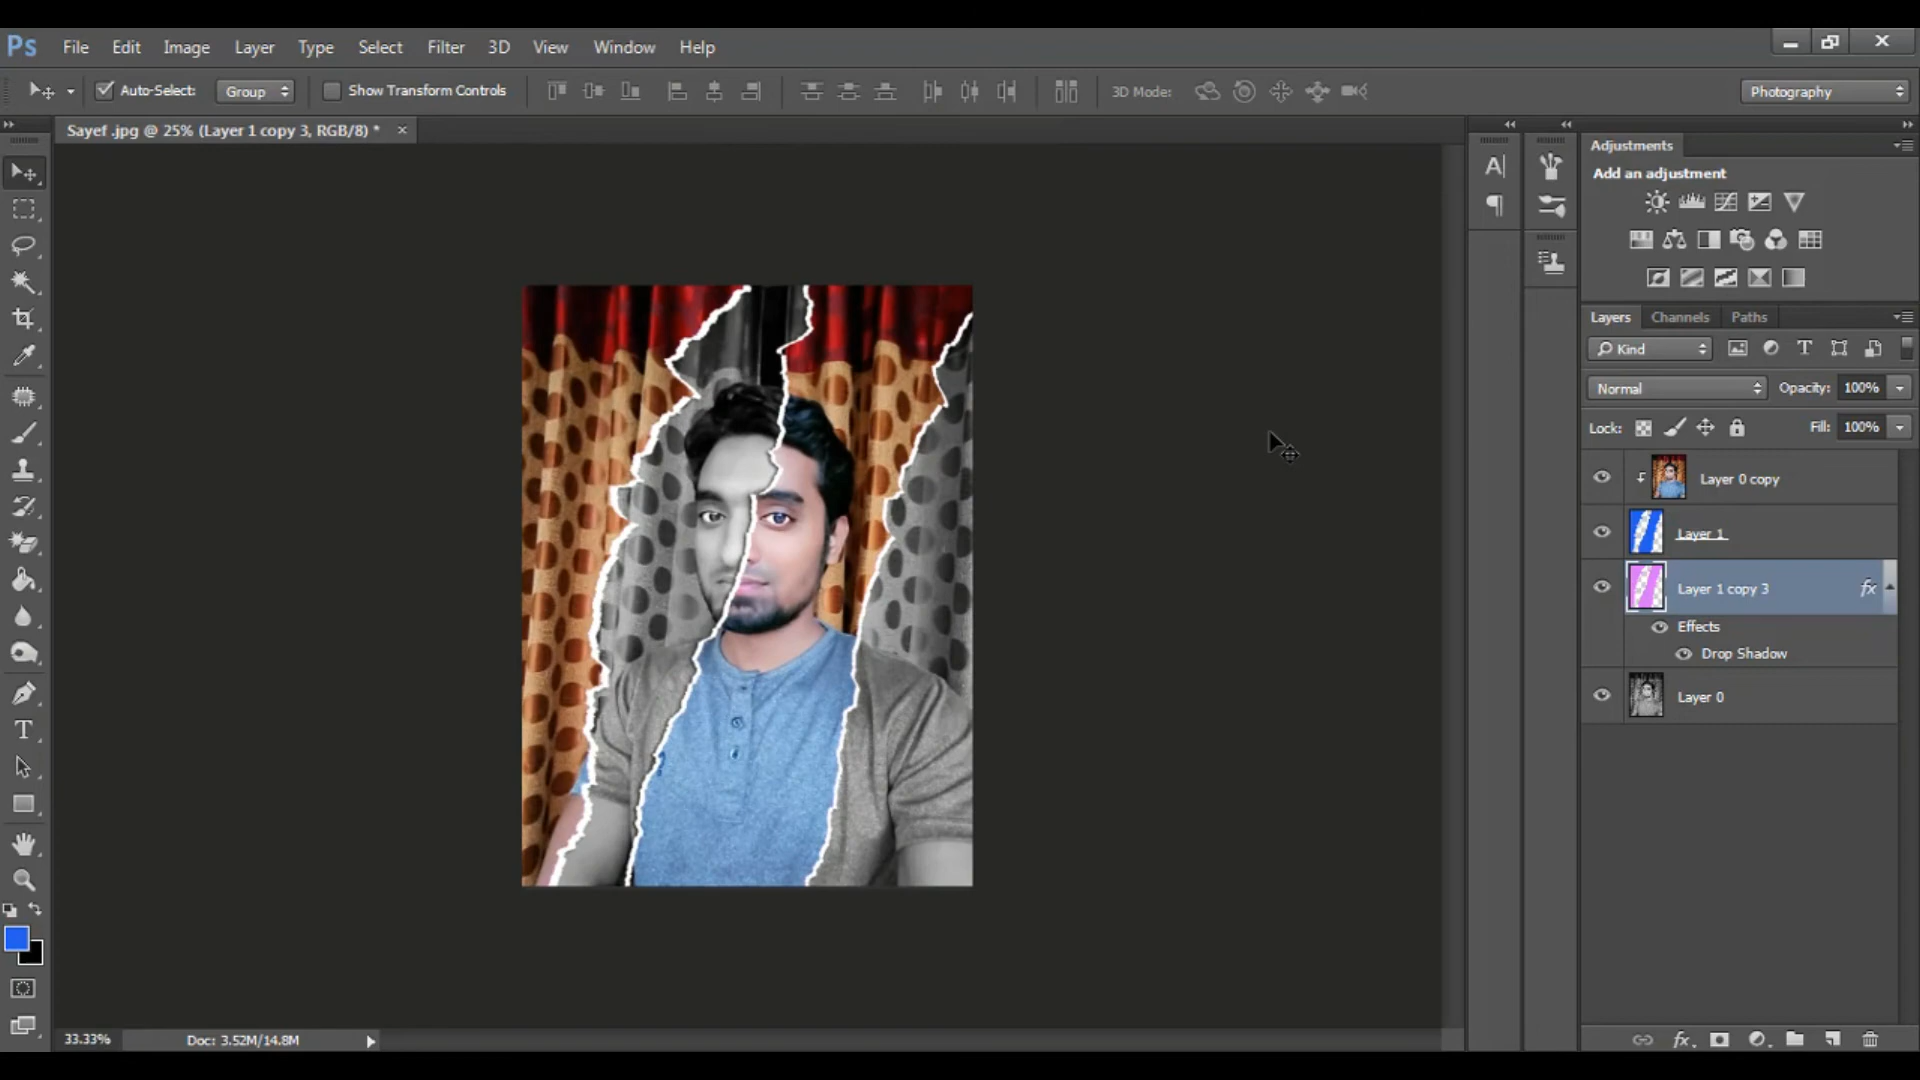 Ps File Edit Image Layer Type Select Filter 3D View Window Help
Auto-Select: Group Show Transform Controls 3D Mode: Photography
Sayef .jpg @ 25% (Layer 1 copy 3, RGB/8) * ×
Adjustments
Add an adjustment
Layers Channels Paths
Kind
Normal Opacity: 100%
Lock: Fill: 100%
Layer 0 copy
Layer 1
Layer 1 copy 3 fx
Effects
Drop Shadow
Layer 0
33.33% Doc: 3.52M/14.8M